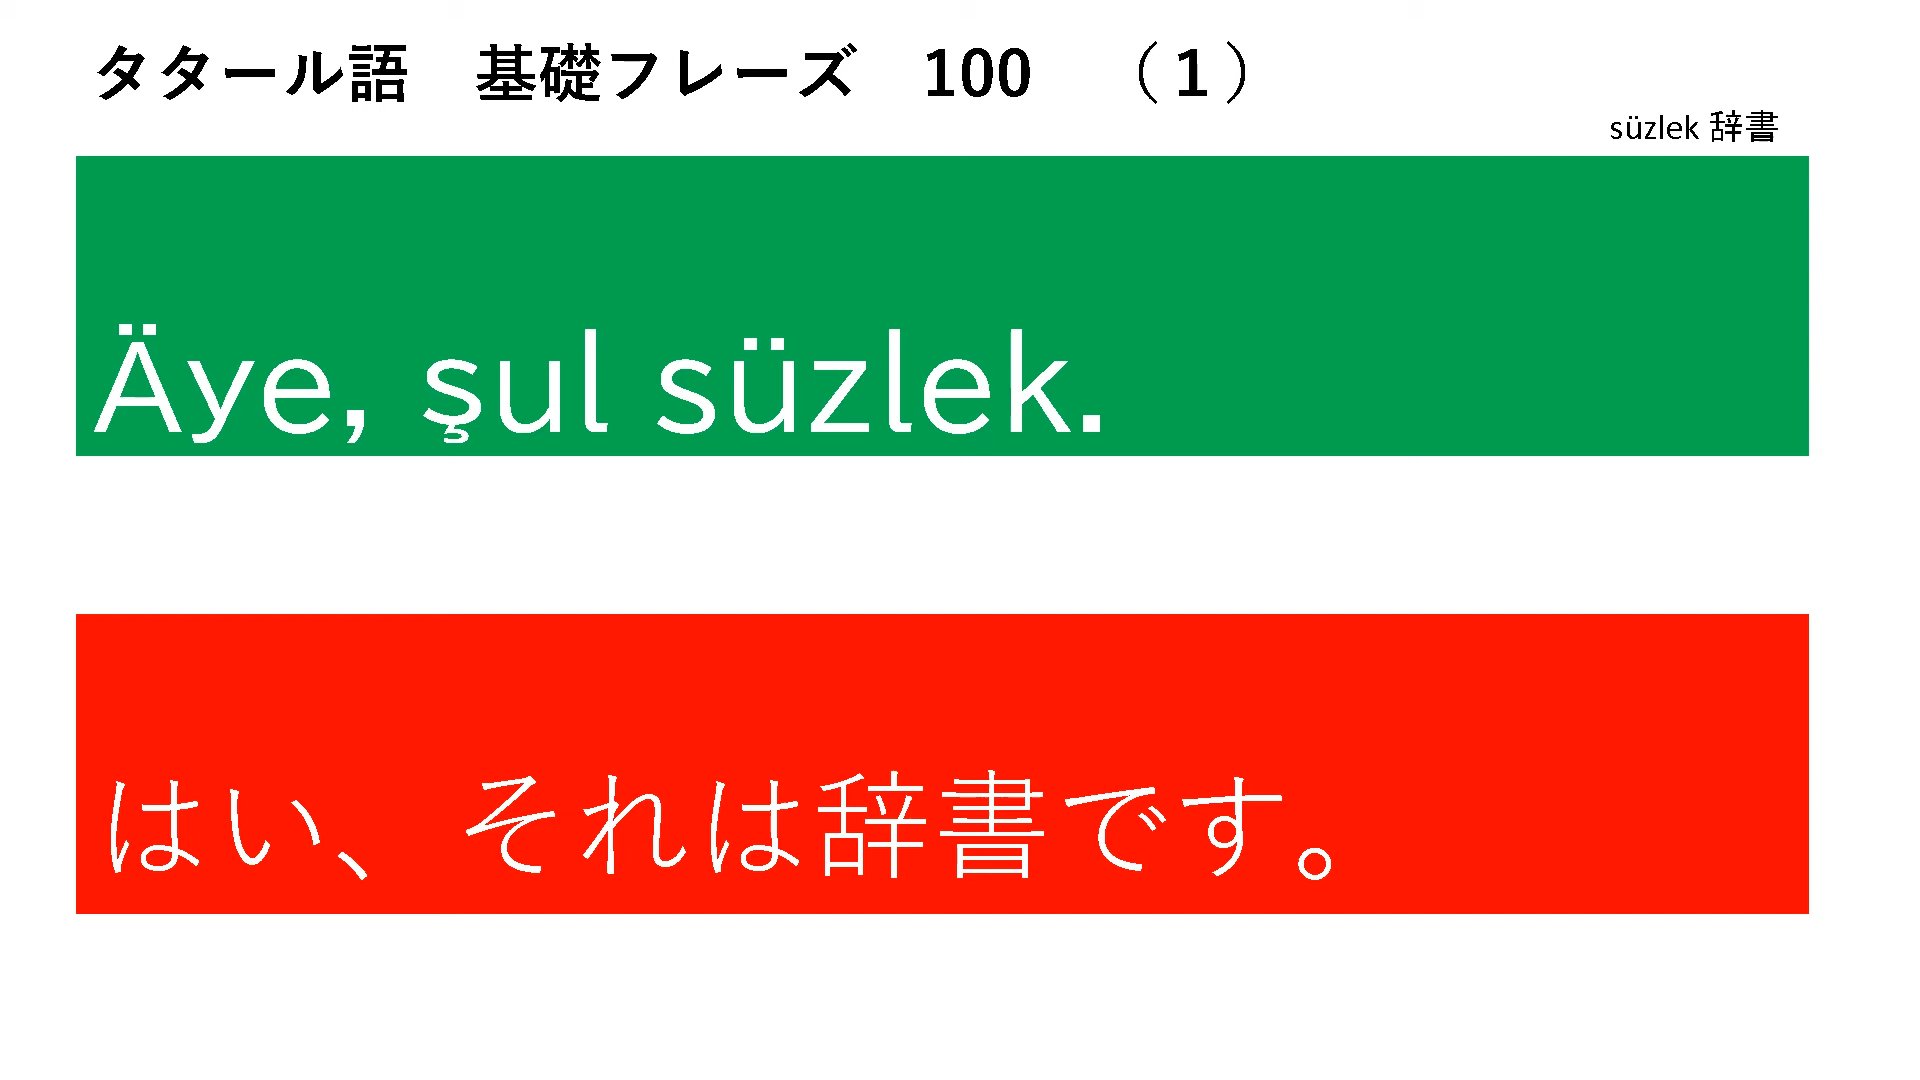 タタール語　基礎フレーズ　100　（１）
süzlek 辞書
Äye, şul süzlek.
はい、それは辞書です。